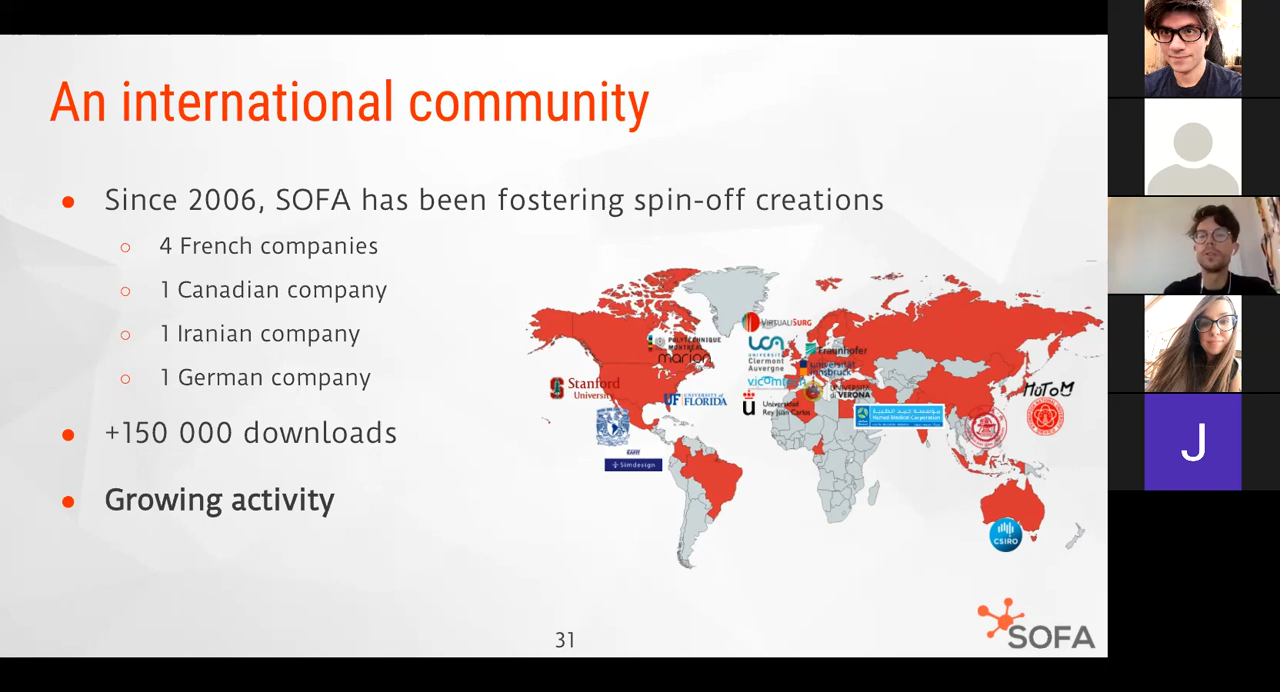 An international community
● Since 2006, SOFA has been fostering spin-off creations
○ 4 French companies
○ 1 Canadian company
○ 1 Iranian company
○ 1 German company
● +150 000 downloads
● Growing activity
VIRTUALISURG
POLYTECHNIQUE
MONTRÉAL
marion
UCA
UNIVERSITÉ
Clermont
Auvergne
Fraunhofer
universität
innsbruck
vicomtech
UNIVERSITÀ
di VERONA
Stanford
University
UF UNIVERSITY of
FLORIDA
Universidad
Rey Juan Carlos
Hamad Medical Corporation
MUTOM
Simdesign
CSIRO
J
31
SOFA